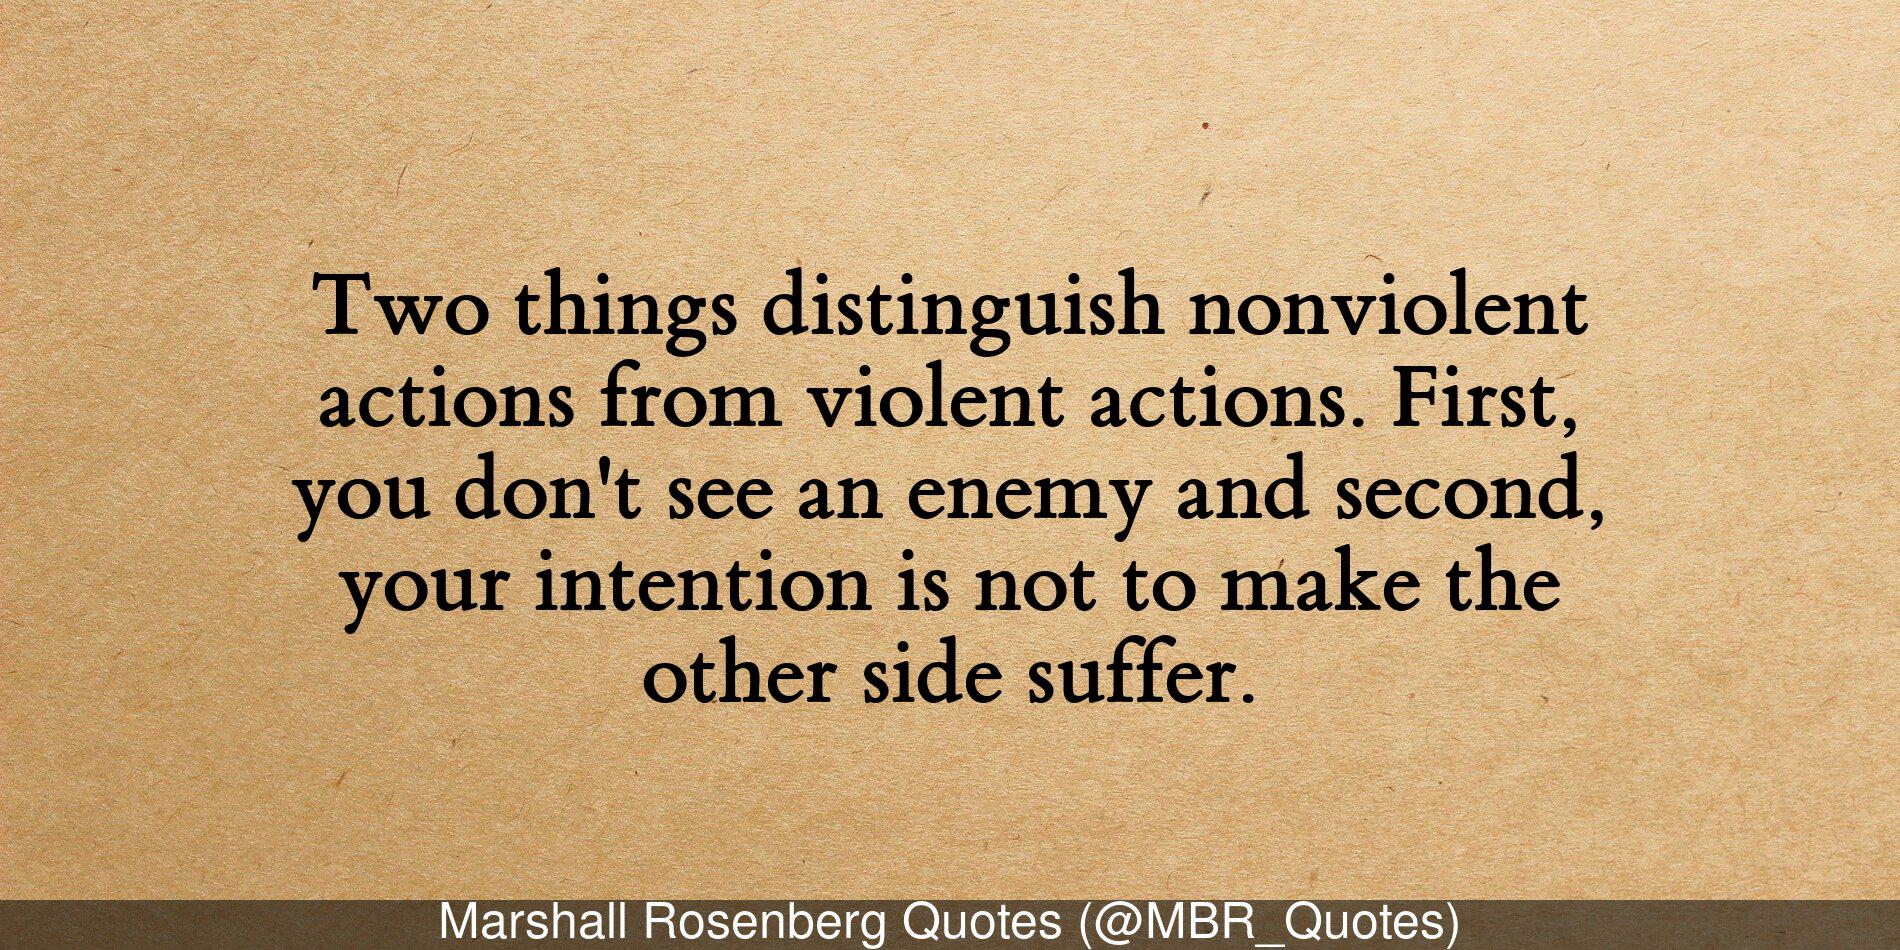 Two things distinguish nonviolent
actions from violent actions. First,
you don't see an enemy and second,
your intention is not to make the
other side suffer.
Marshall Rosenberg Quotes (@MBR_Quotes)